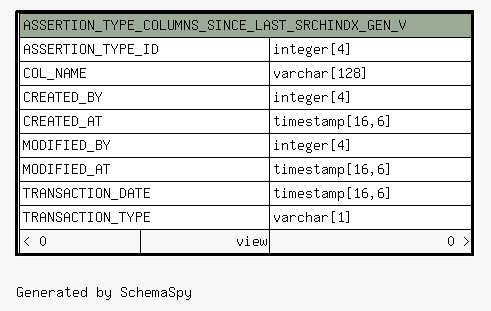 ASSERTION_TYPE_COLUMNS_SINCE_LAST_SRCHINDX_GEN_V
ASSERTION_TYPE_ID integer[4]
COL_NAME varchar[128]
CREATED_BY integer[4]
CREATED_AT timestamp[16,6]
MODIFIED_BY integer[4]
MODIFIED_AT timestamp[16,6]
TRANSACTION_DATE timestamp[16,6]
TRANSACTION_TYPE varchar[1]
< 0 view 0 >
Generated by SchemaSpy